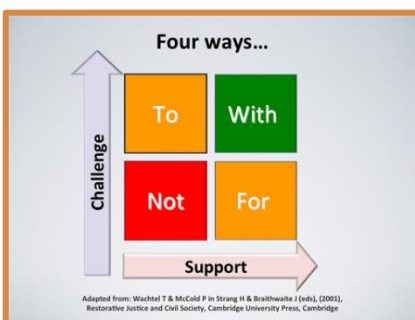 Four ways...
Challenge
To
With
Not
For
Support
Adapted from: Wachtel T & McCold P in Strang H & Braithwaite J (eds), (2001),
Restorative Justice and Civil Society, Cambridge University Press, Cambridge